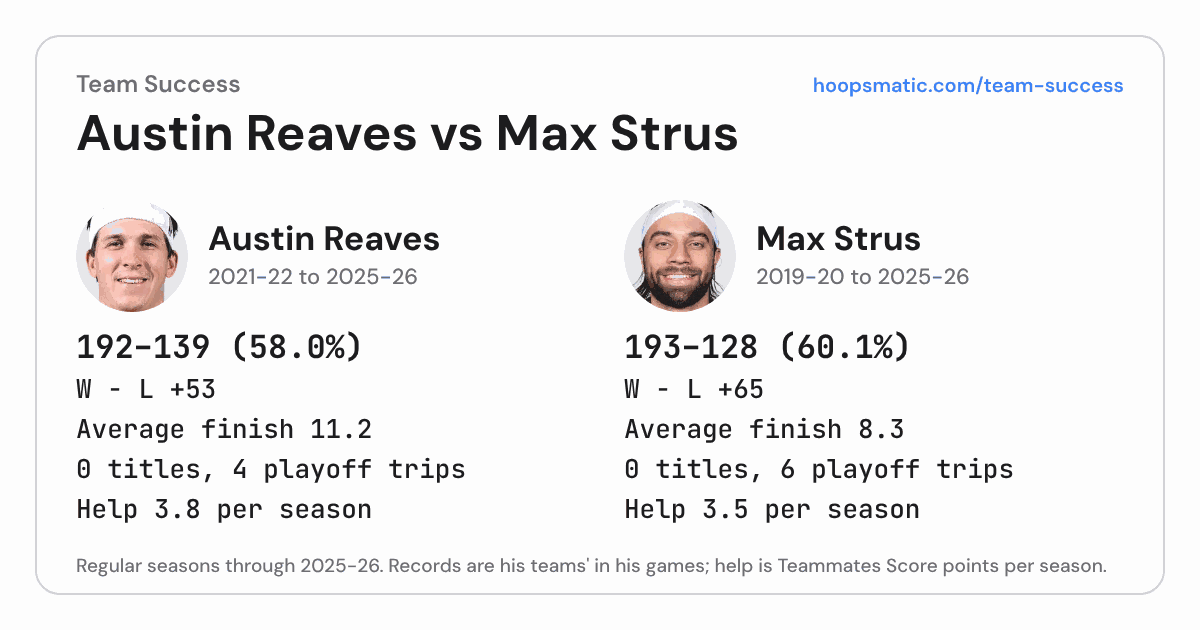 Team Success
hoopsmatic.com/team-success
Austin Reaves vs Max Strus
Austin Reaves
2021-22 to 2025-26
192–139 (58.0%)
W - L +53
Average finish 11.2
0 titles, 4 playoff trips
Help 3.8 per season
Max Strus
2019-20 to 2025-26
193–128 (60.1%)
W - L +65
Average finish 8.3
0 titles, 6 playoff trips
Help 3.5 per season
Regular seasons through 2025-26. Records are his teams' in his games; help is Teammates Score points per season.